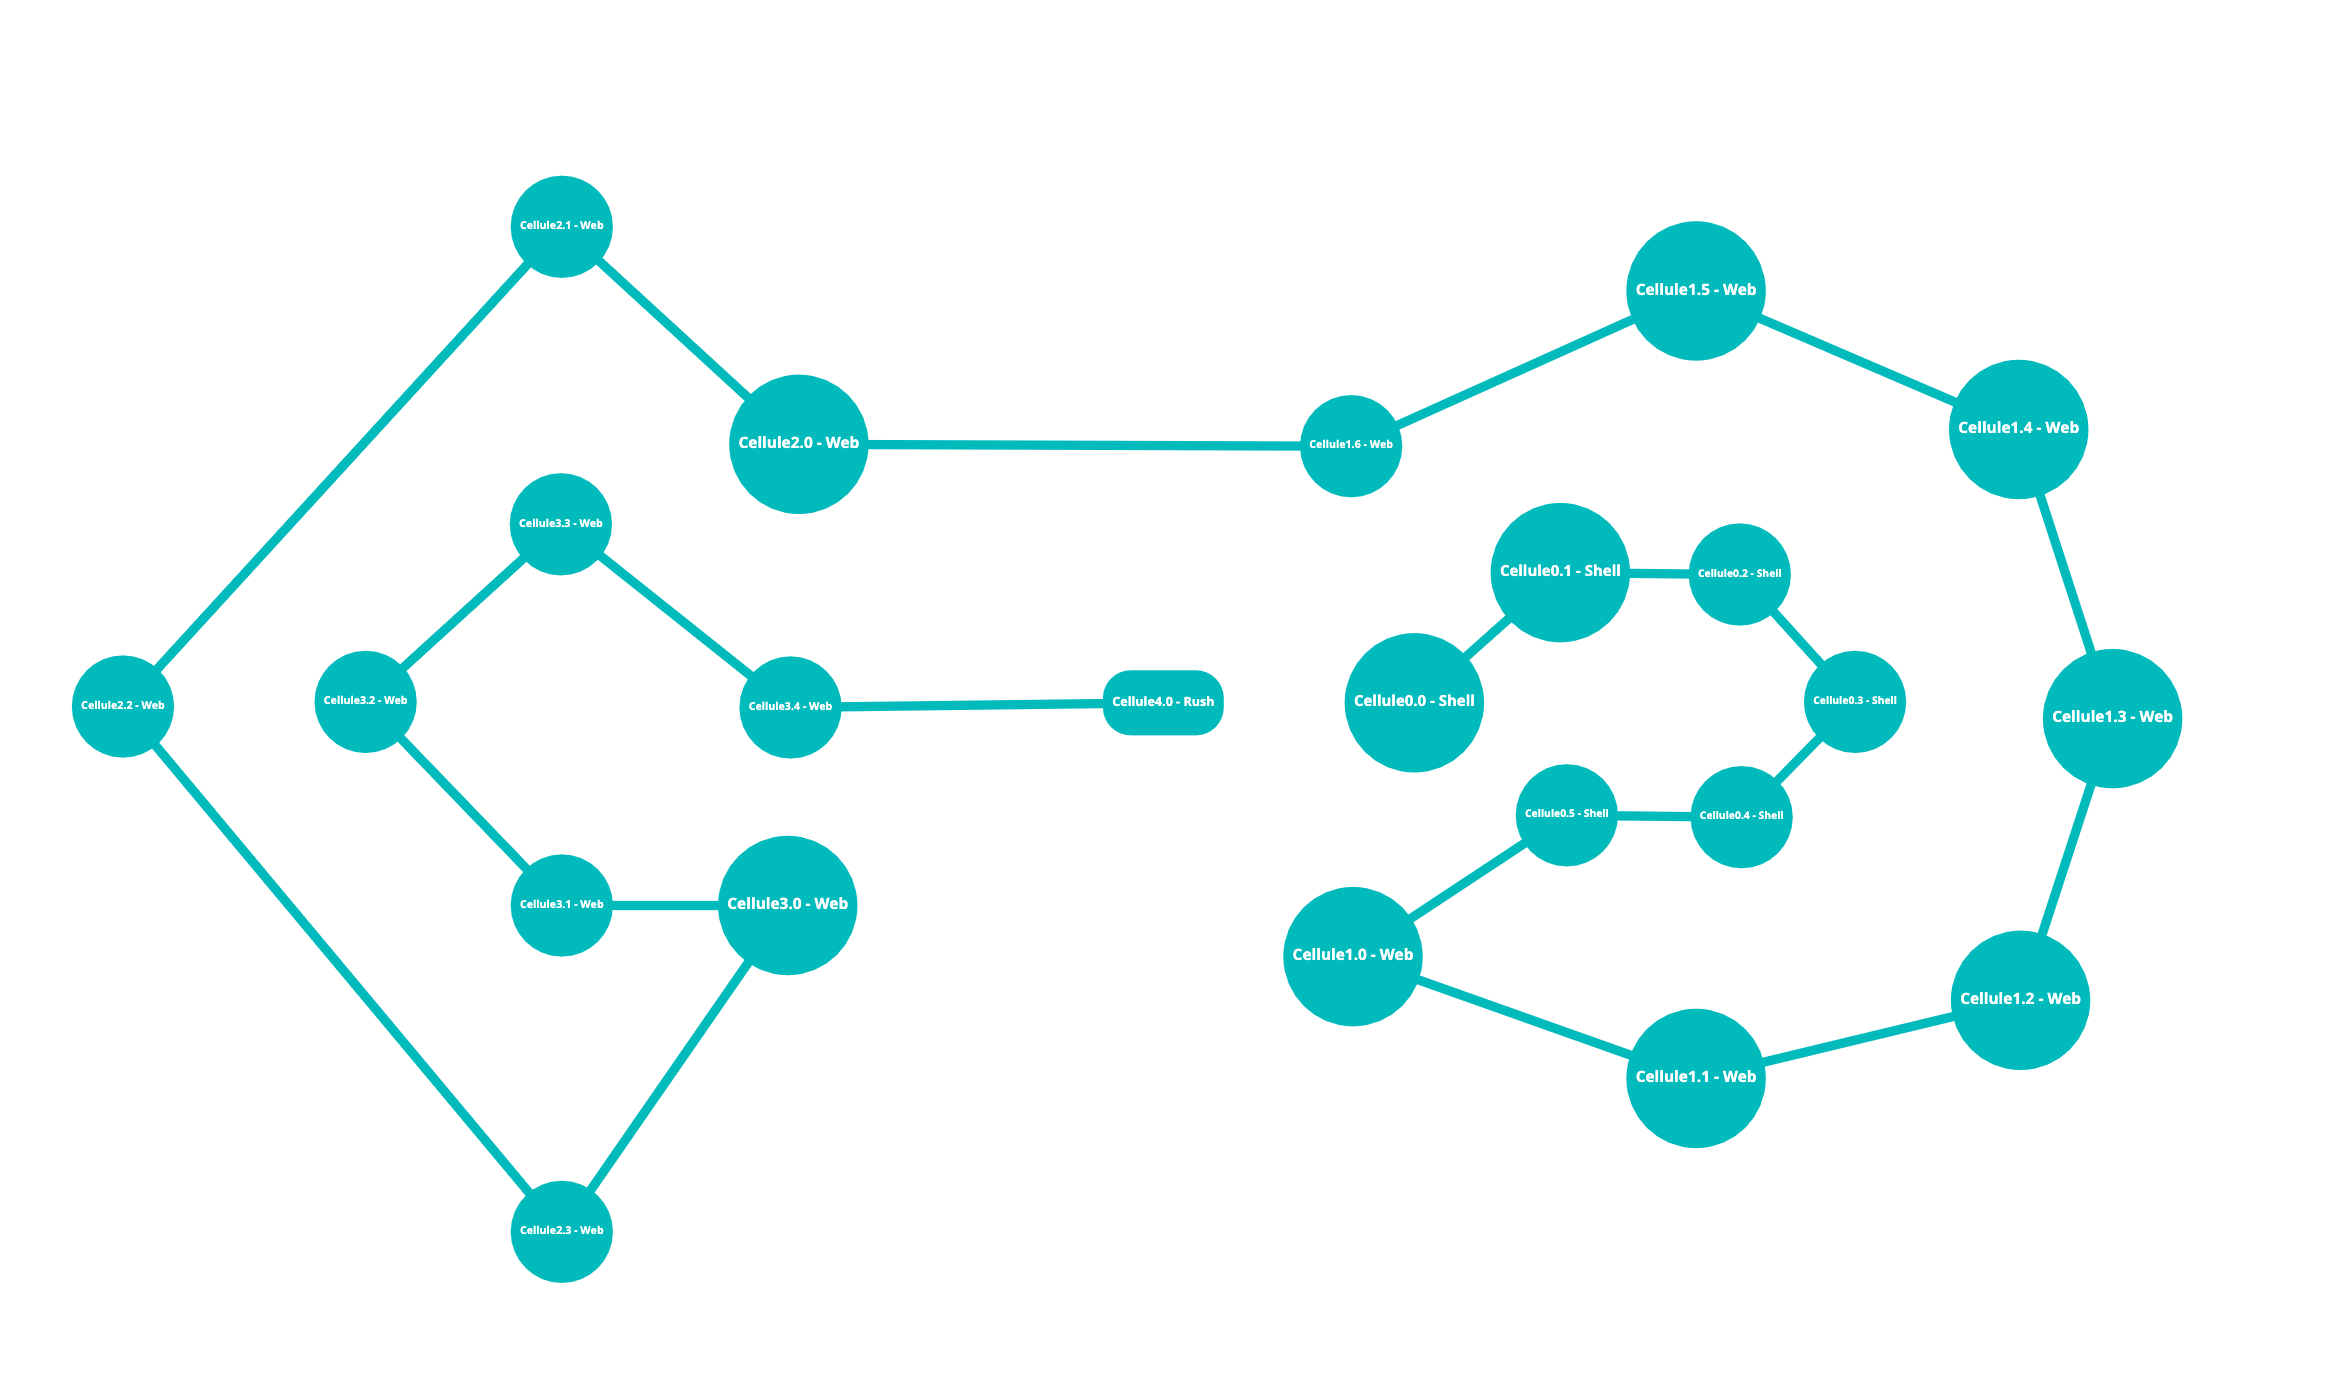 Cellule2.1 - Web
Cellule1.5 - Web
Cellule1.4 - Web
Cellule2.0 - Web
Cellule1.6 - Web
Cellule3.3 - Web
Cellule0.1 - Shell
Cellule0.2 - Shell
Cellule2.2 - Web
Cellule3.2 - Web
Cellule3.4 - Web
Cellule4.0 - Rush
Cellule0.0 - Shell
Cellule0.3 - Shell
Cellule1.3 - Web
Cellule0.5 - Shell
Cellule0.4 - Shell
Cellule3.1 - Web
Cellule3.0 - Web
Cellule1.0 - Web
Cellule1.2 - Web
Cellule1.1 - Web
Cellule2.3 - Web